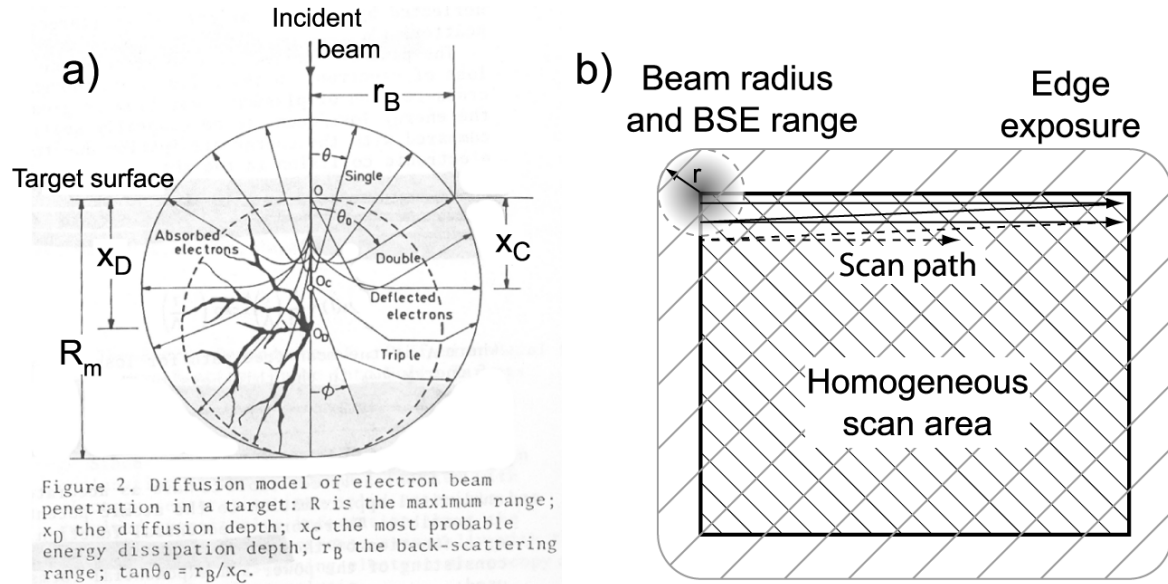 a)
Incident
beam
r_B
θ
Single
O
θ₀
Target surface
Absorbed
electrons
Double
x_D
x_C
O_C
Deflected
electrons
O_D
Triple
R_m
ϕ
Figure 2. Diffusion model of electron beam
penetration in a target: R is the maximum range;
x_D the diffusion depth; x_C the most probable
energy dissipation depth; r_B the back-scattering
range; tanθ₀ = r_B/x_C.
b)
Beam radius
and BSE range
Edge
exposure
r
Scan path
Homogeneous
scan area